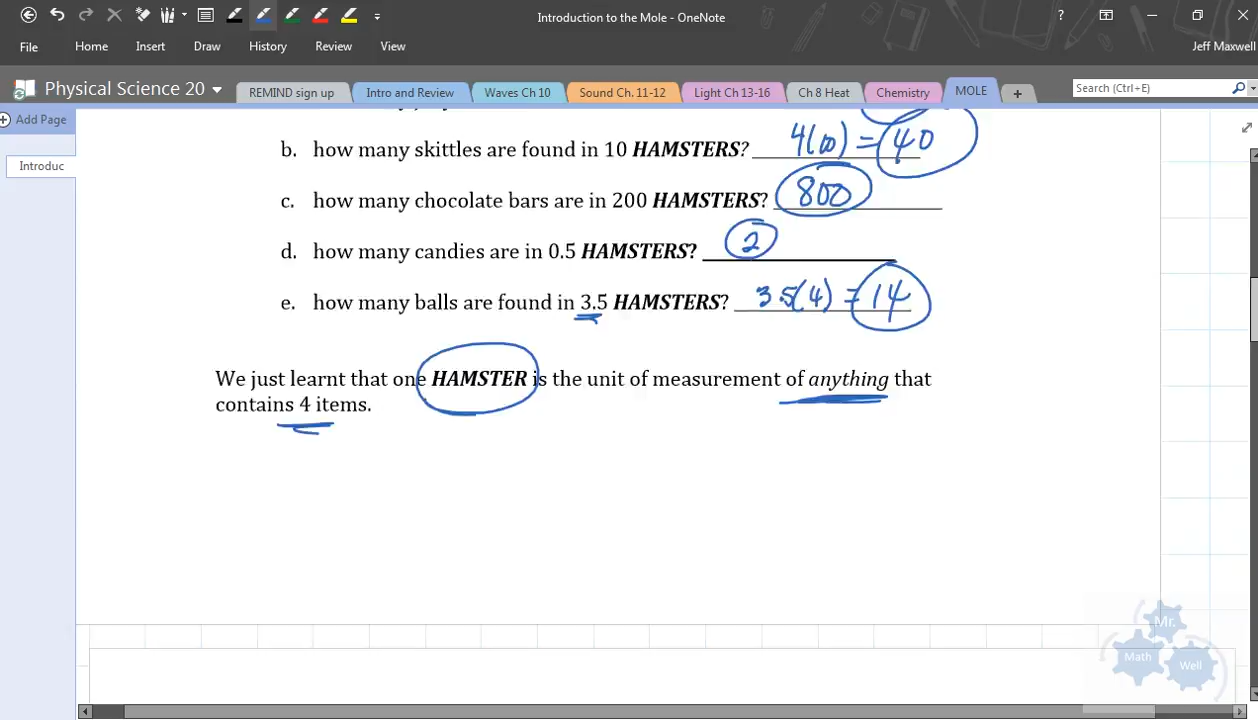 Introduction to the Mole - OneNote
?
File Home Insert Draw History Review View
Jeff Maxwell
Physical Science 20
REMIND sign up
Intro and Review
Waves Ch 10
Sound Ch. 11-12
Light Ch 13-16
Ch 8 Heat
Chemistry
MOLE
Search (Ctrl+E)
Add Page
Introduc
b. how many skittles are found in 10 HAMSTERS? 4(10) = 40
c. how many chocolate bars are in 200 HAMSTERS? 800
d. how many candies are in 0.5 HAMSTERS? 2
e. how many balls are found in 3.5 HAMSTERS? 3.5(4) = 14
We just learnt that one HAMSTER is the unit of measurement of anything that
contains 4 items.
Mr.
Math
Well